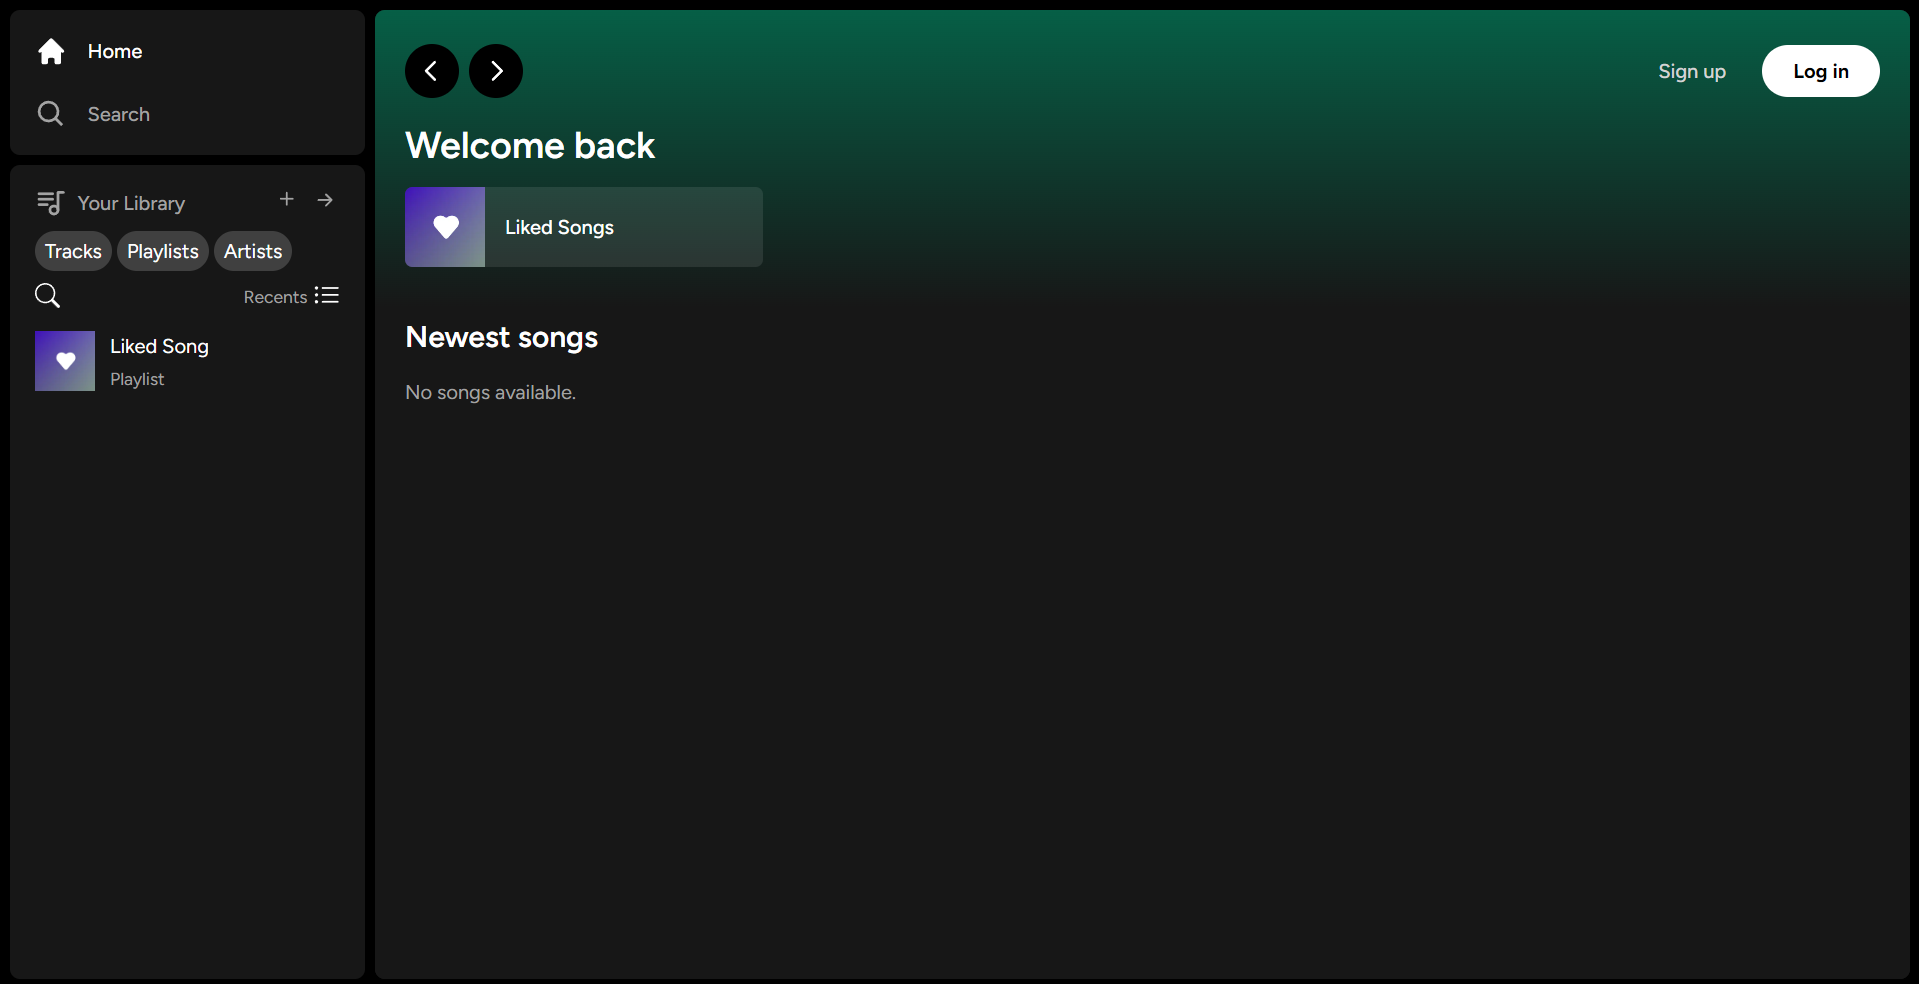 Home
Search
Your Library
Tracks Playlists Artists
Recents
Liked Song
Playlist
Sign up
Log in
Welcome back
Liked Songs
Newest songs
No songs available.